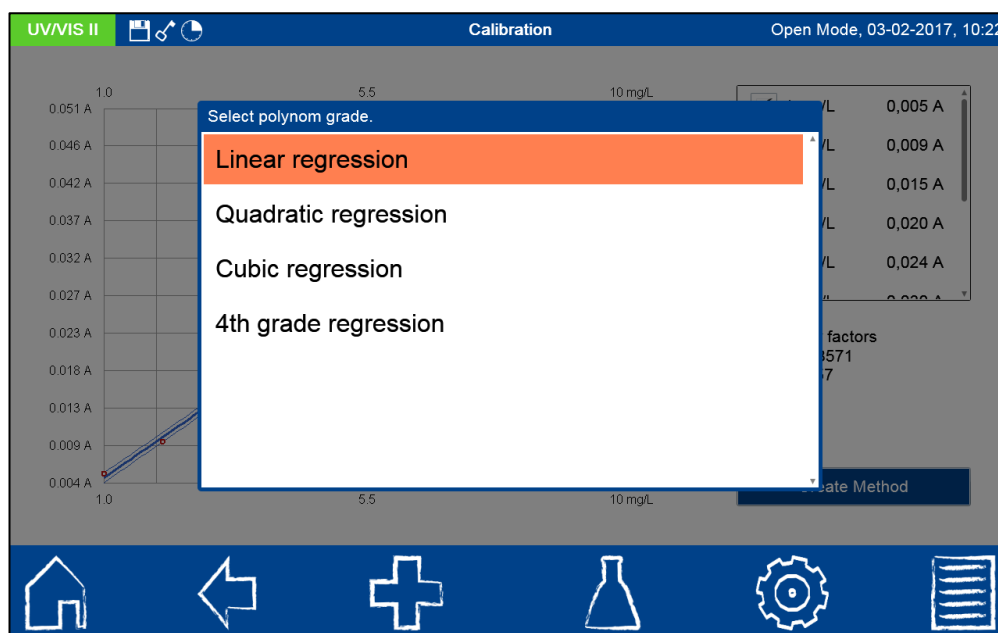 UV/VIS II
Calibration
Open Mode, 03-02-2017, 10:22
1.0 5.5 10 mg/L
0.051 A
0.046 A
0.042 A
0.037 A
0.032 A
0.027 A
0.023 A
0.018 A
0.013 A
0.009 A
0.004 A
1.0 5.5 10 mg/L
Select polynom grade.
Linear regression
Quadratic regression
Cubic regression
4th grade regression
/L 0,005 A
/L 0,009 A
/L 0,015 A
/L 0,020 A
/L 0,024 A
factors
3571
Method